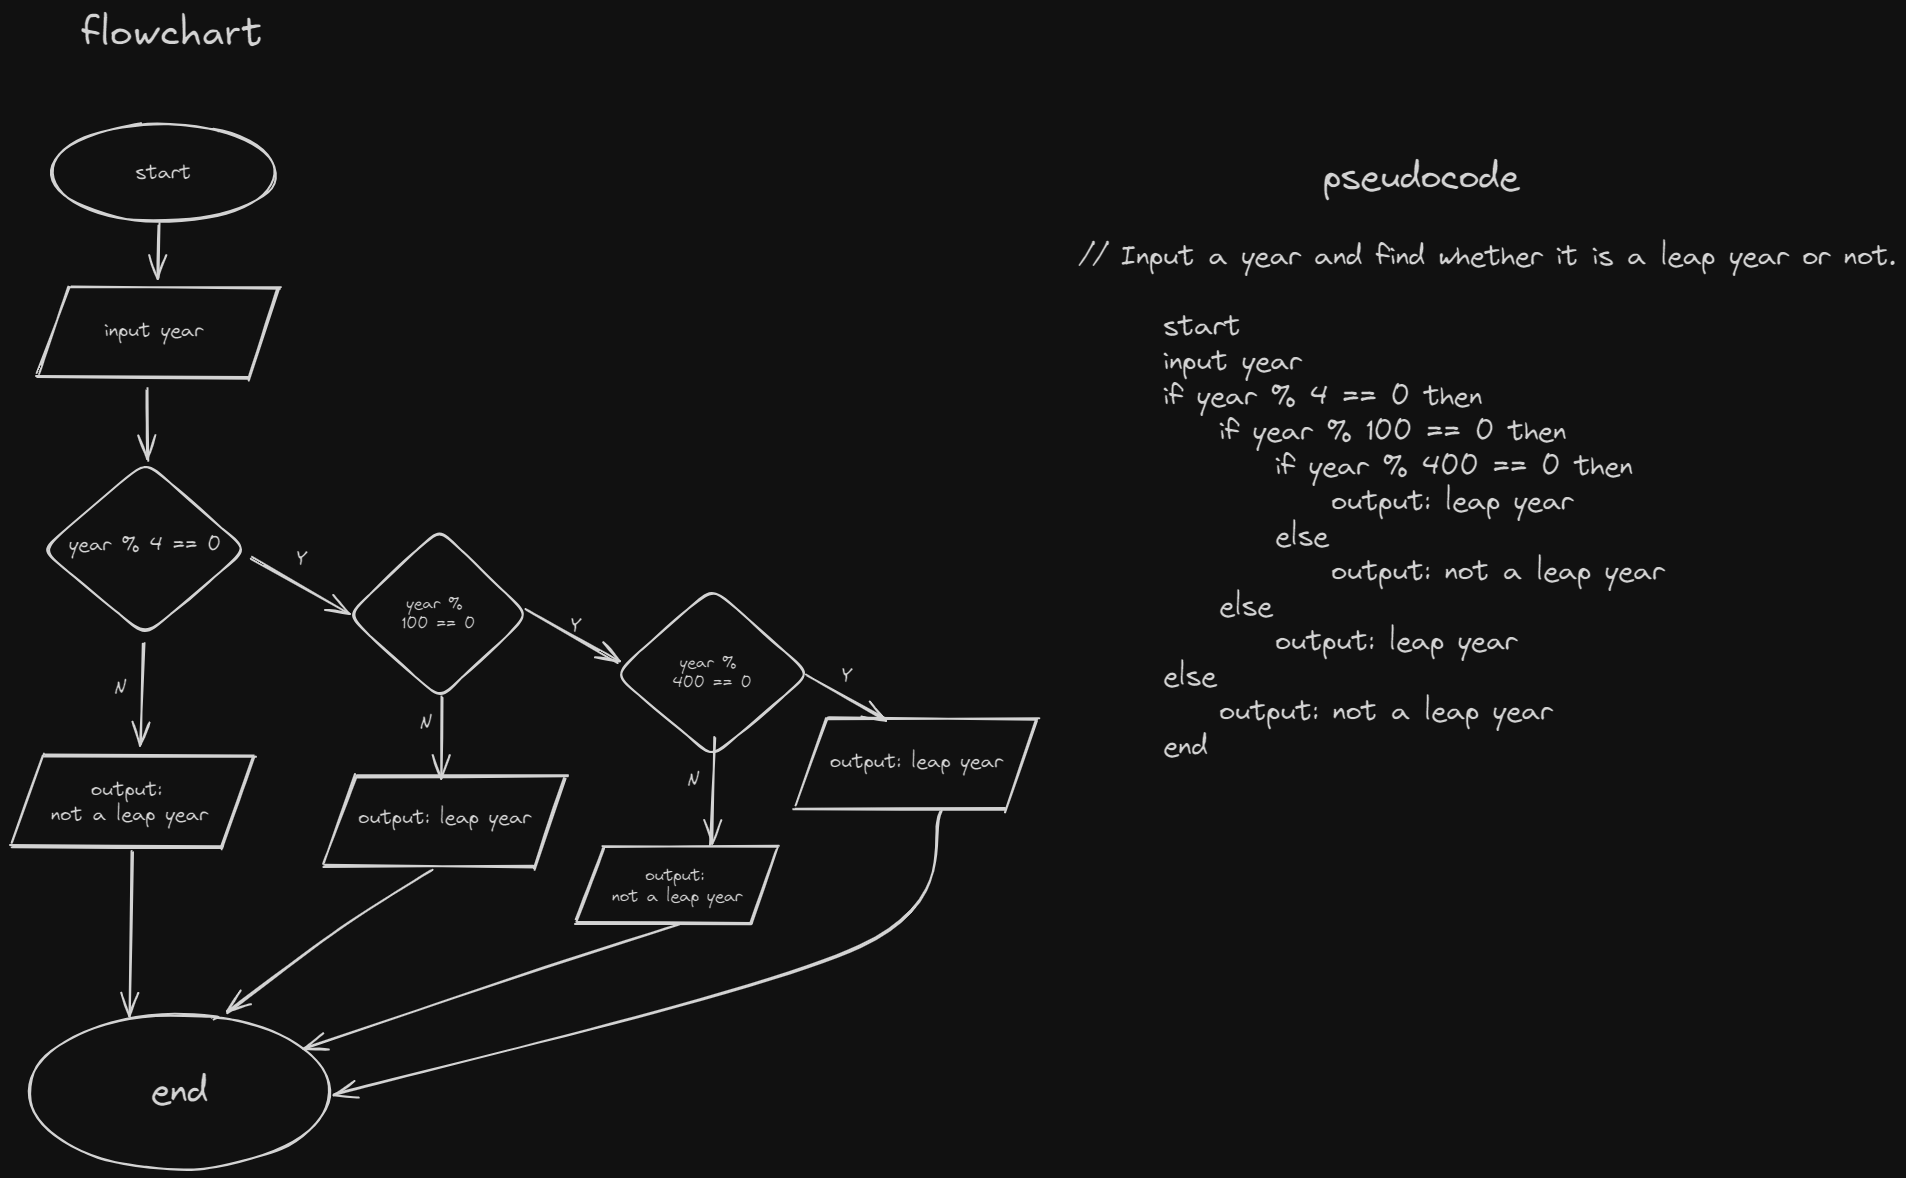 flowchart
start
input year
year % 4 == 0
Y
N
year %
100 == 0
Y
N
year %
400 == 0
Y
N
output:
not a leap year
output: leap year
output:
not a leap year
output: leap year
end
pseudocode
// Input a year and find whether it is a leap year or not.
start
input year
if year % 4 == 0 then
if year % 100 == 0 then
if year % 400 == 0 then
output: leap year
else
output: not a leap year
else
output: leap year
else
output: not a leap year
end